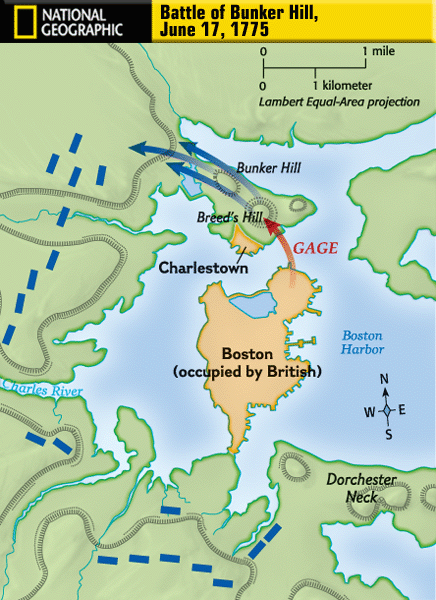 NATIONAL
GEOGRAPHIC
Battle of Bunker Hill,
June 17, 1775
0 1 mile
0 1 kilometer
Lambert Equal-Area projection
Bunker Hill
Breed's Hill
GAGE
Charlestown
Boston
(occupied by British)
Boston
Harbor
Charles River
N
W E
S
Dorchester
Neck